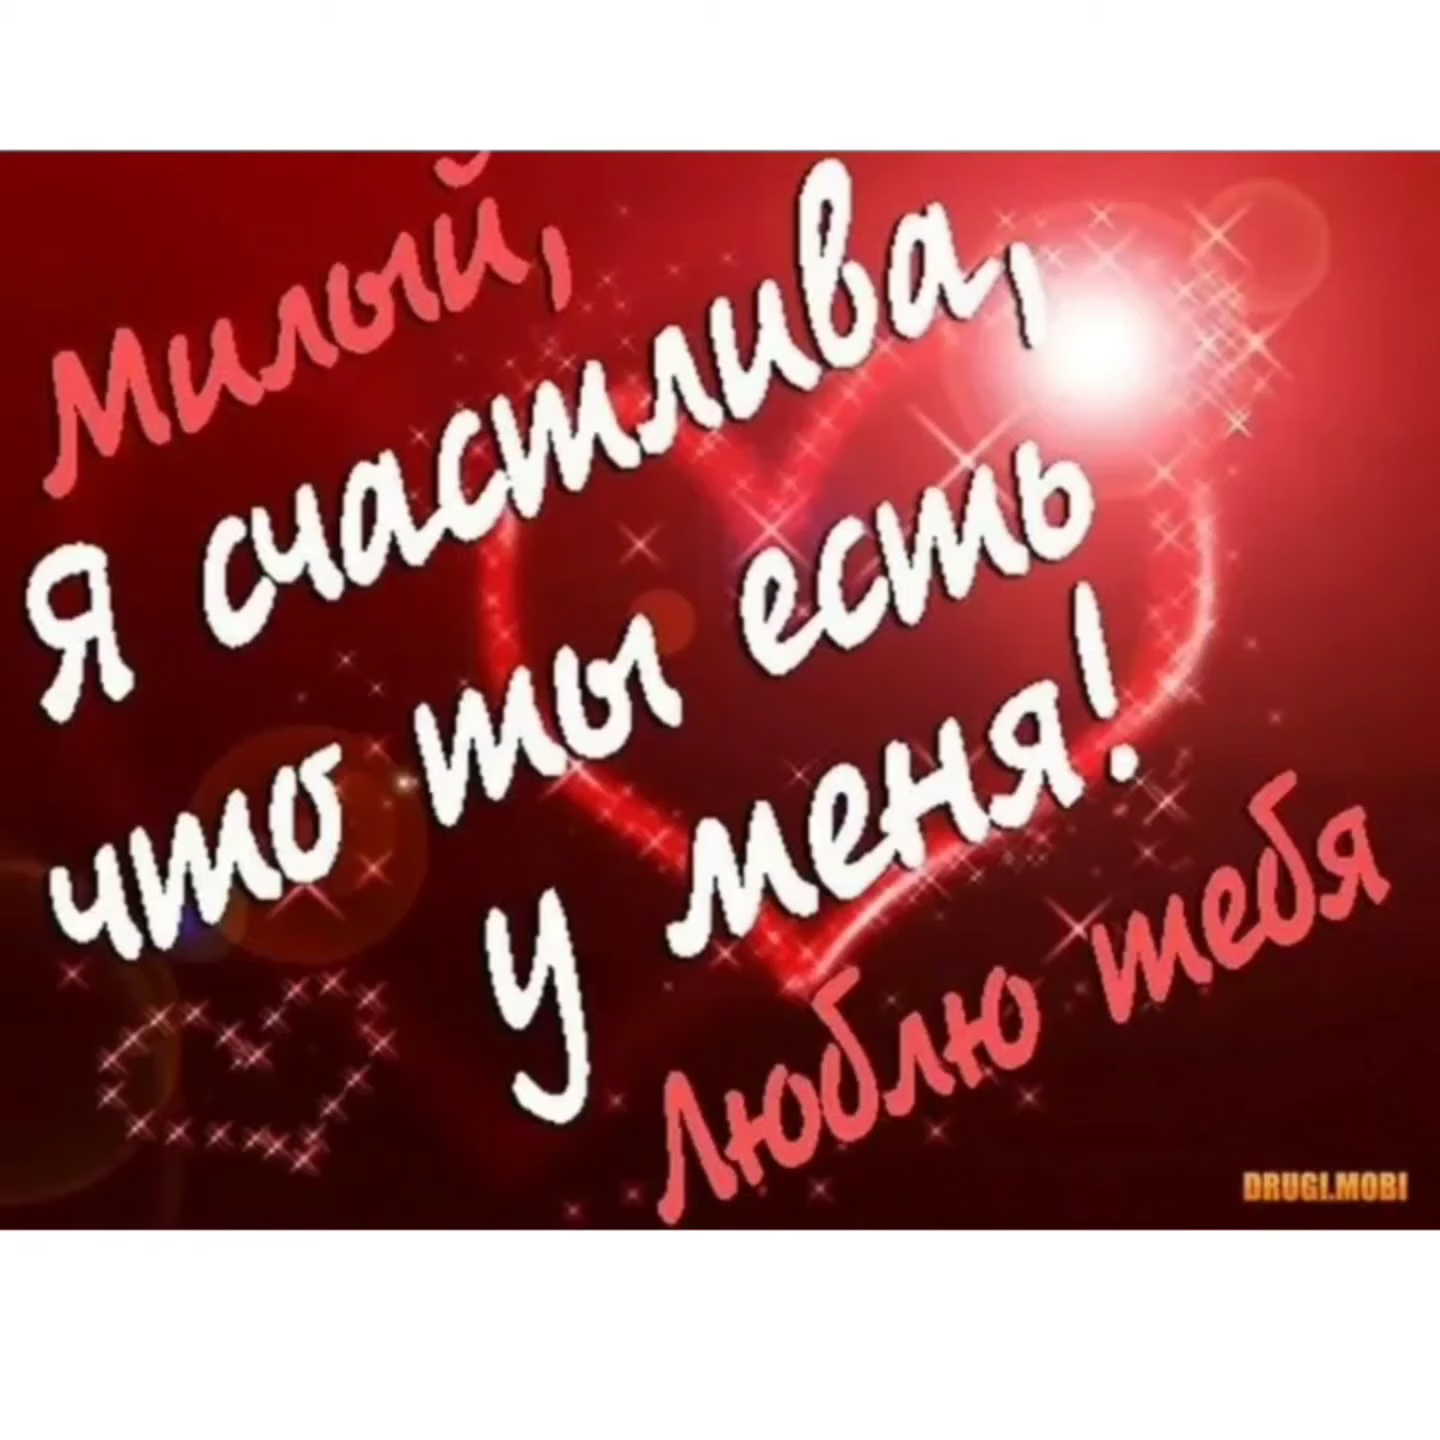 Милый,
Я счастлива,
что ты есть
у меня!
Люблю тебя
DRUGI.MOBI